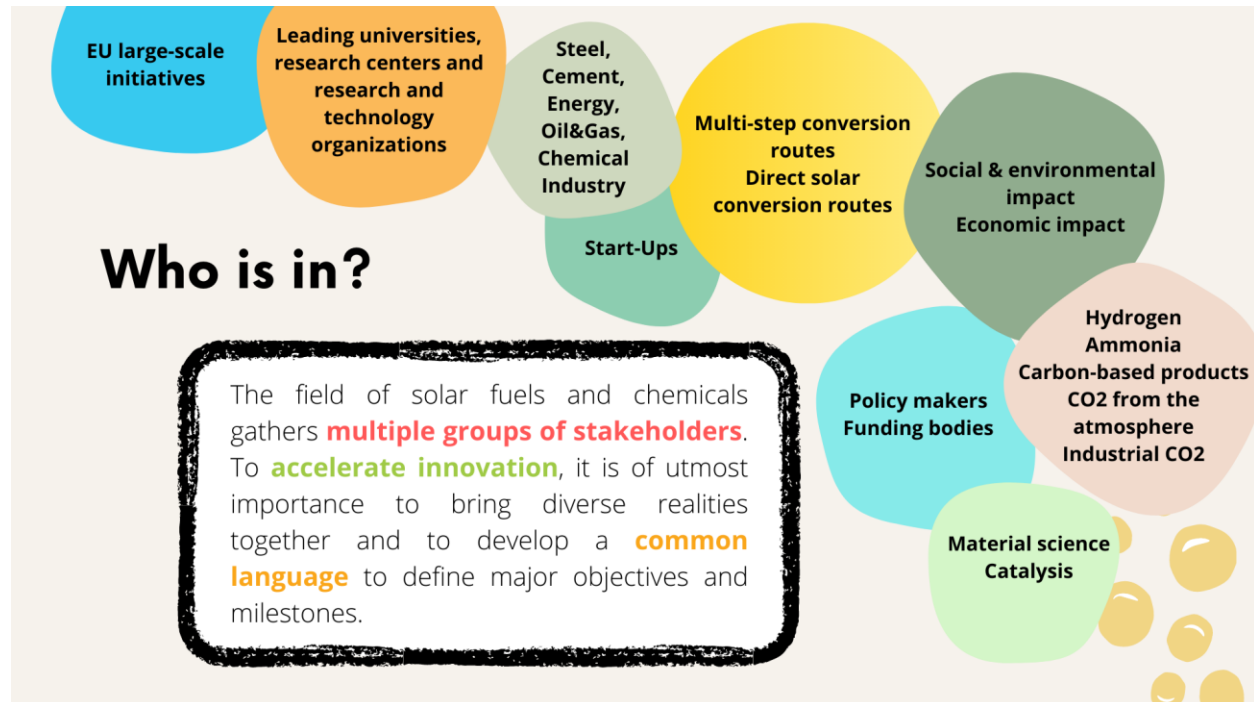 EU large-scale
initiatives
Leading universities,
research centers and
research and
technology
organizations
Steel,
Cement,
Energy,
Oil&Gas,
Chemical
Industry
Start-Ups
Multi-step conversion
routes
Direct solar
conversion routes
Social & environmental
impact
Economic impact
Hydrogen
Ammonia
Carbon-based products
CO2 from the
atmosphere
Industrial CO2
Policy makers
Funding bodies
Material science
Catalysis
Who is in?
The field of solar fuels and chemicals
gathers multiple groups of stakeholders.
To accelerate innovation, it is of utmost
importance to bring diverse realities
together and to develop a common
language to define major objectives and
milestones.